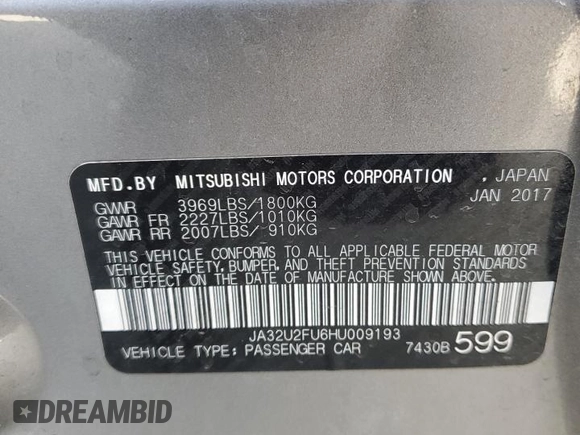 MFD.BY MITSUBISHI MOTORS CORPORATION , JAPAN
JAN 2017
GVWR 3969LBS/1800KG
GAWR FR 2227LBS/1010KG
GAWR RR 2007LBS/ 910KG
THIS VEHICLE CONFORMS TO ALL APPLICABLE FEDERAL MOTOR
VEHICLE SAFETY, BUMPER, AND THEFT PREVENTION STANDARDS
IN EFFECT ON THE DATE OF MANUFACTURE SHOWN ABOVE.
JA32U2FU6HU009193
VEHICLE TYPE: PASSENGER CAR 7430B 599
DREAMBID